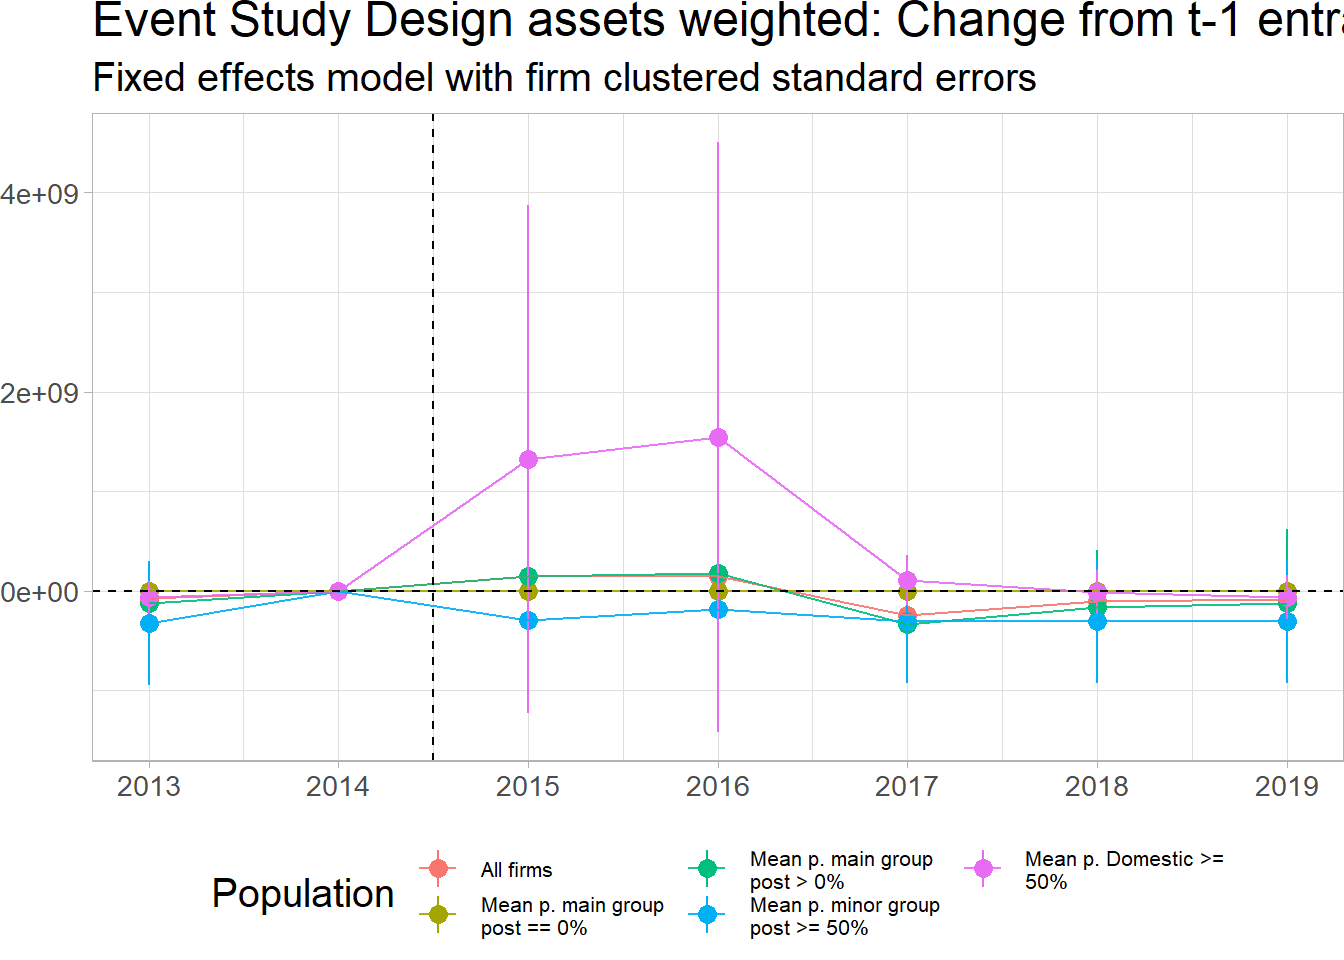 Event Study Design assets weighted: Change from t-1 entra
Fixed effects model with firm clustered standard errors
4e+09
2e+09
0e+00
2013 2014 2015 2016 2017 2018 2019
Population
All firms
Mean p. main group
post == 0%
Mean p. main group
post > 0%
Mean p. minor group
post >= 50%
Mean p. Domestic >=
50%